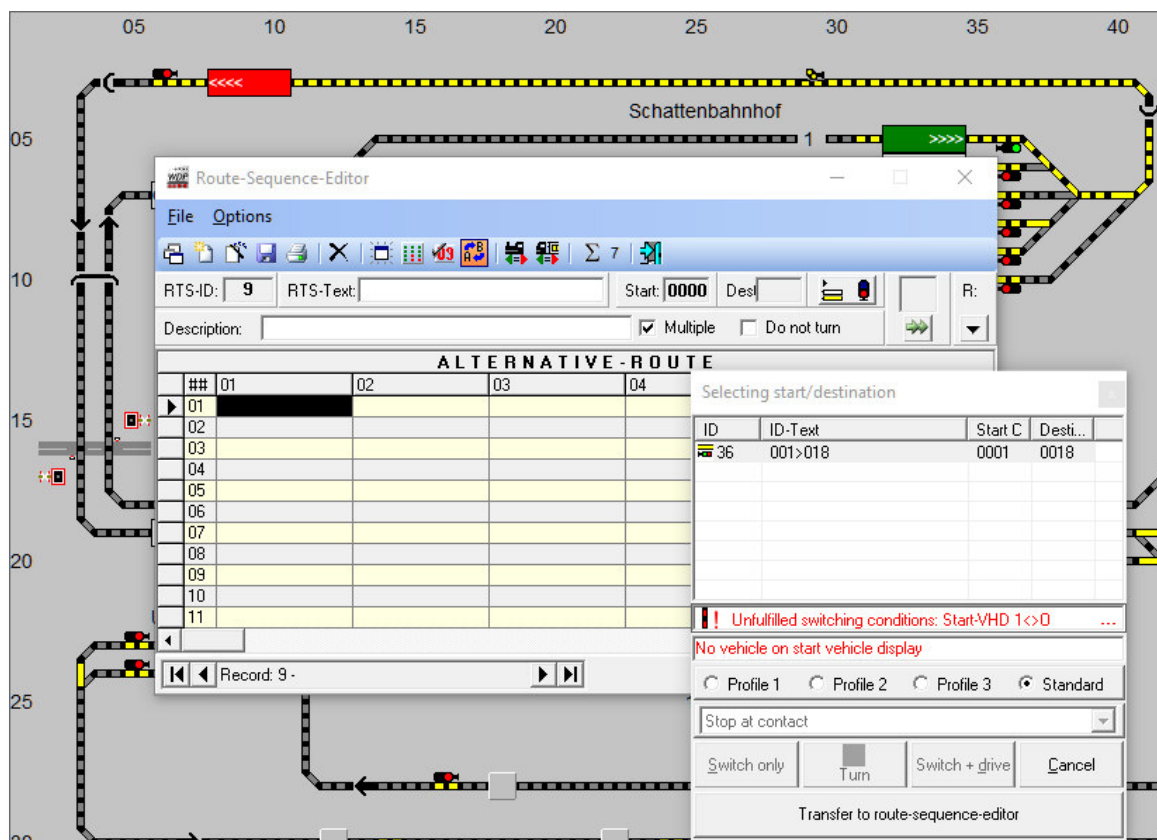 05 10 15 20 25 30 35 40
<<<<
Schattenbahnhof
05
1
>>>>
WDP
Route-Sequence-Editor
File Options
Σ 7
10
RTS-ID: 9 RTS-Text: Start: 0000 Dest R:
Description: Multiple Do not turn
ALTERNATIVE-ROUTE
## 01 02 03 04
01
02
03
04
05
06
07
08
09
10
11
Record: 9 -
15
20
25
Selecting start/destination
ID ID-Text Start C Desti...
36 001>018 0001 0018
! Unfulfilled switching conditions: Start-VHD 1<>0 ...
No vehicle on start vehicle display
Profile 1 Profile 2 Profile 3 Standard
Stop at contact
Switch only Turn Switch + drive Cancel
Transfer to route-sequence-editor